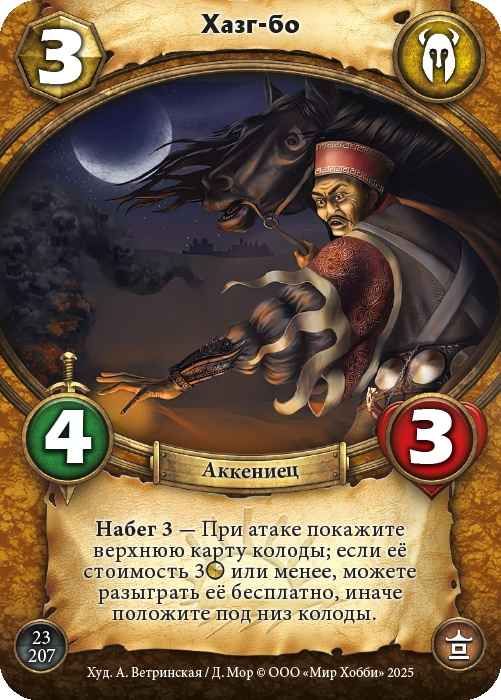 3
Хазг-бо
4
3
Аккениец
Набег 3 — При атаке покажите
верхнюю карту колоды; если её
стоимость 3 или менее, можете
разыграть её бесплатно, иначе
положите под низ колоды.
23
207
Худ. А. Ветринская / Д. Мор © ООО «Мир Хобби» 2025